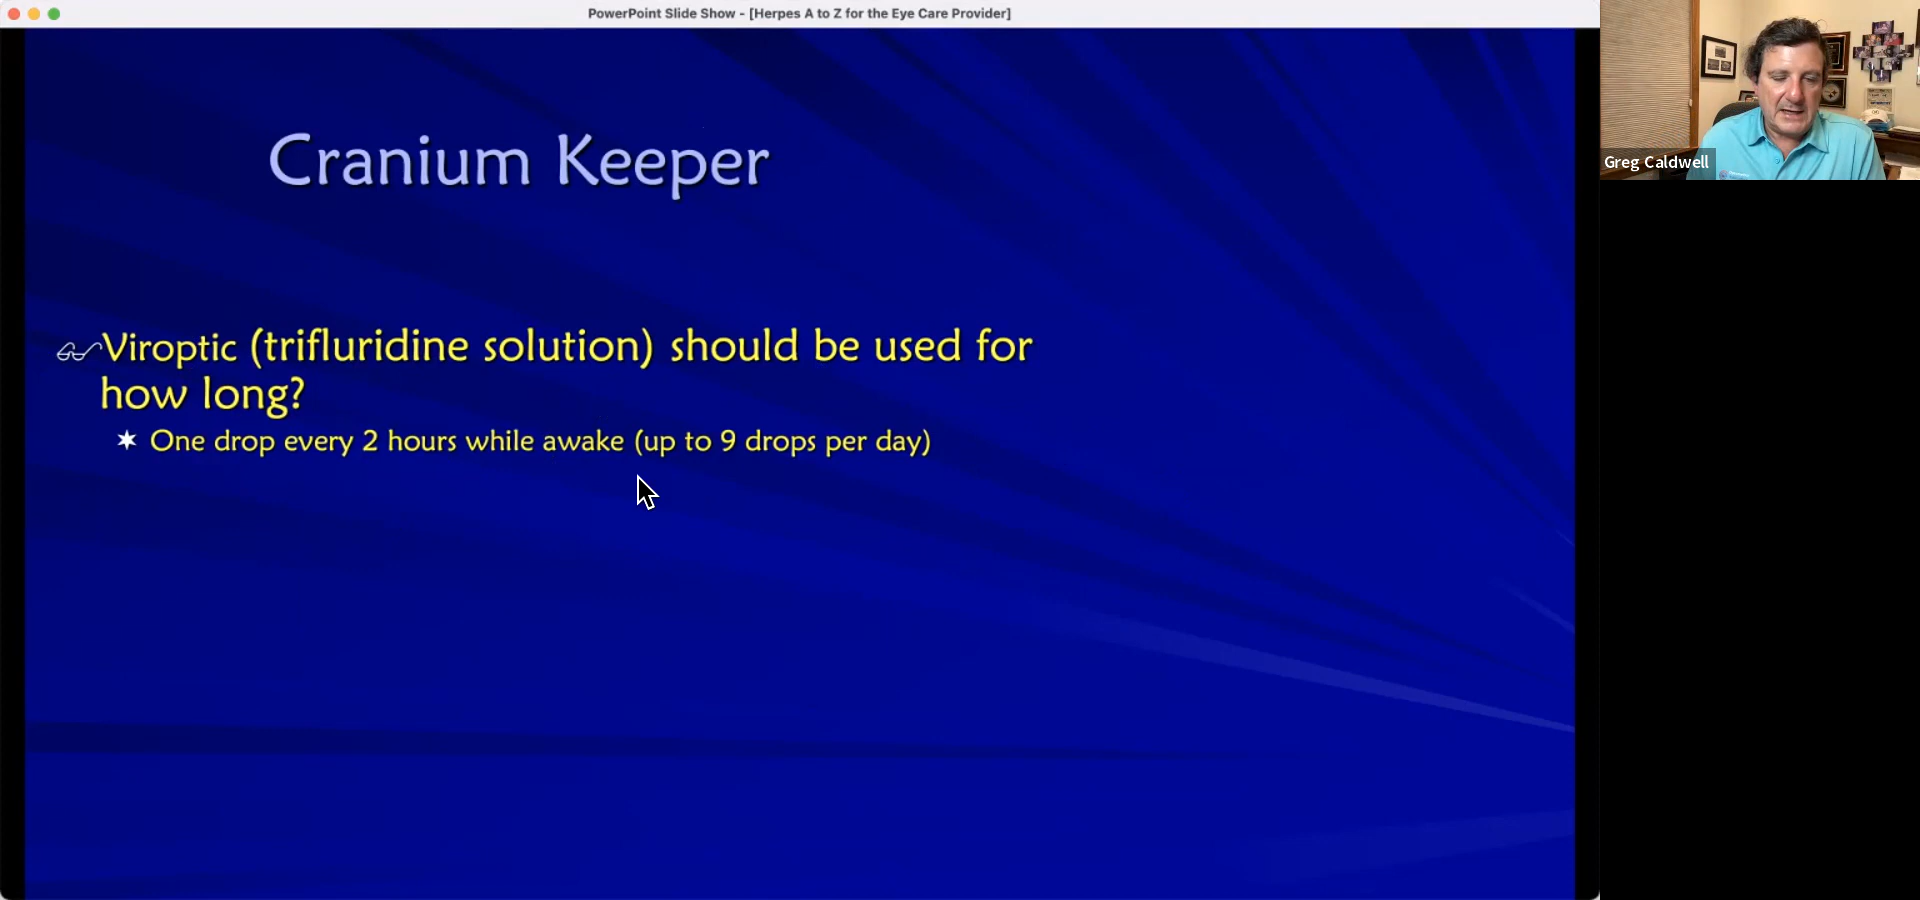 PowerPoint Slide Show - [Herpes A to Z for the Eye Care Provider]
Cranium Keeper
Viroptic (trifluridine solution) should be used for
how long?
One drop every 2 hours while awake (up to 9 drops per day)
Greg Caldwell